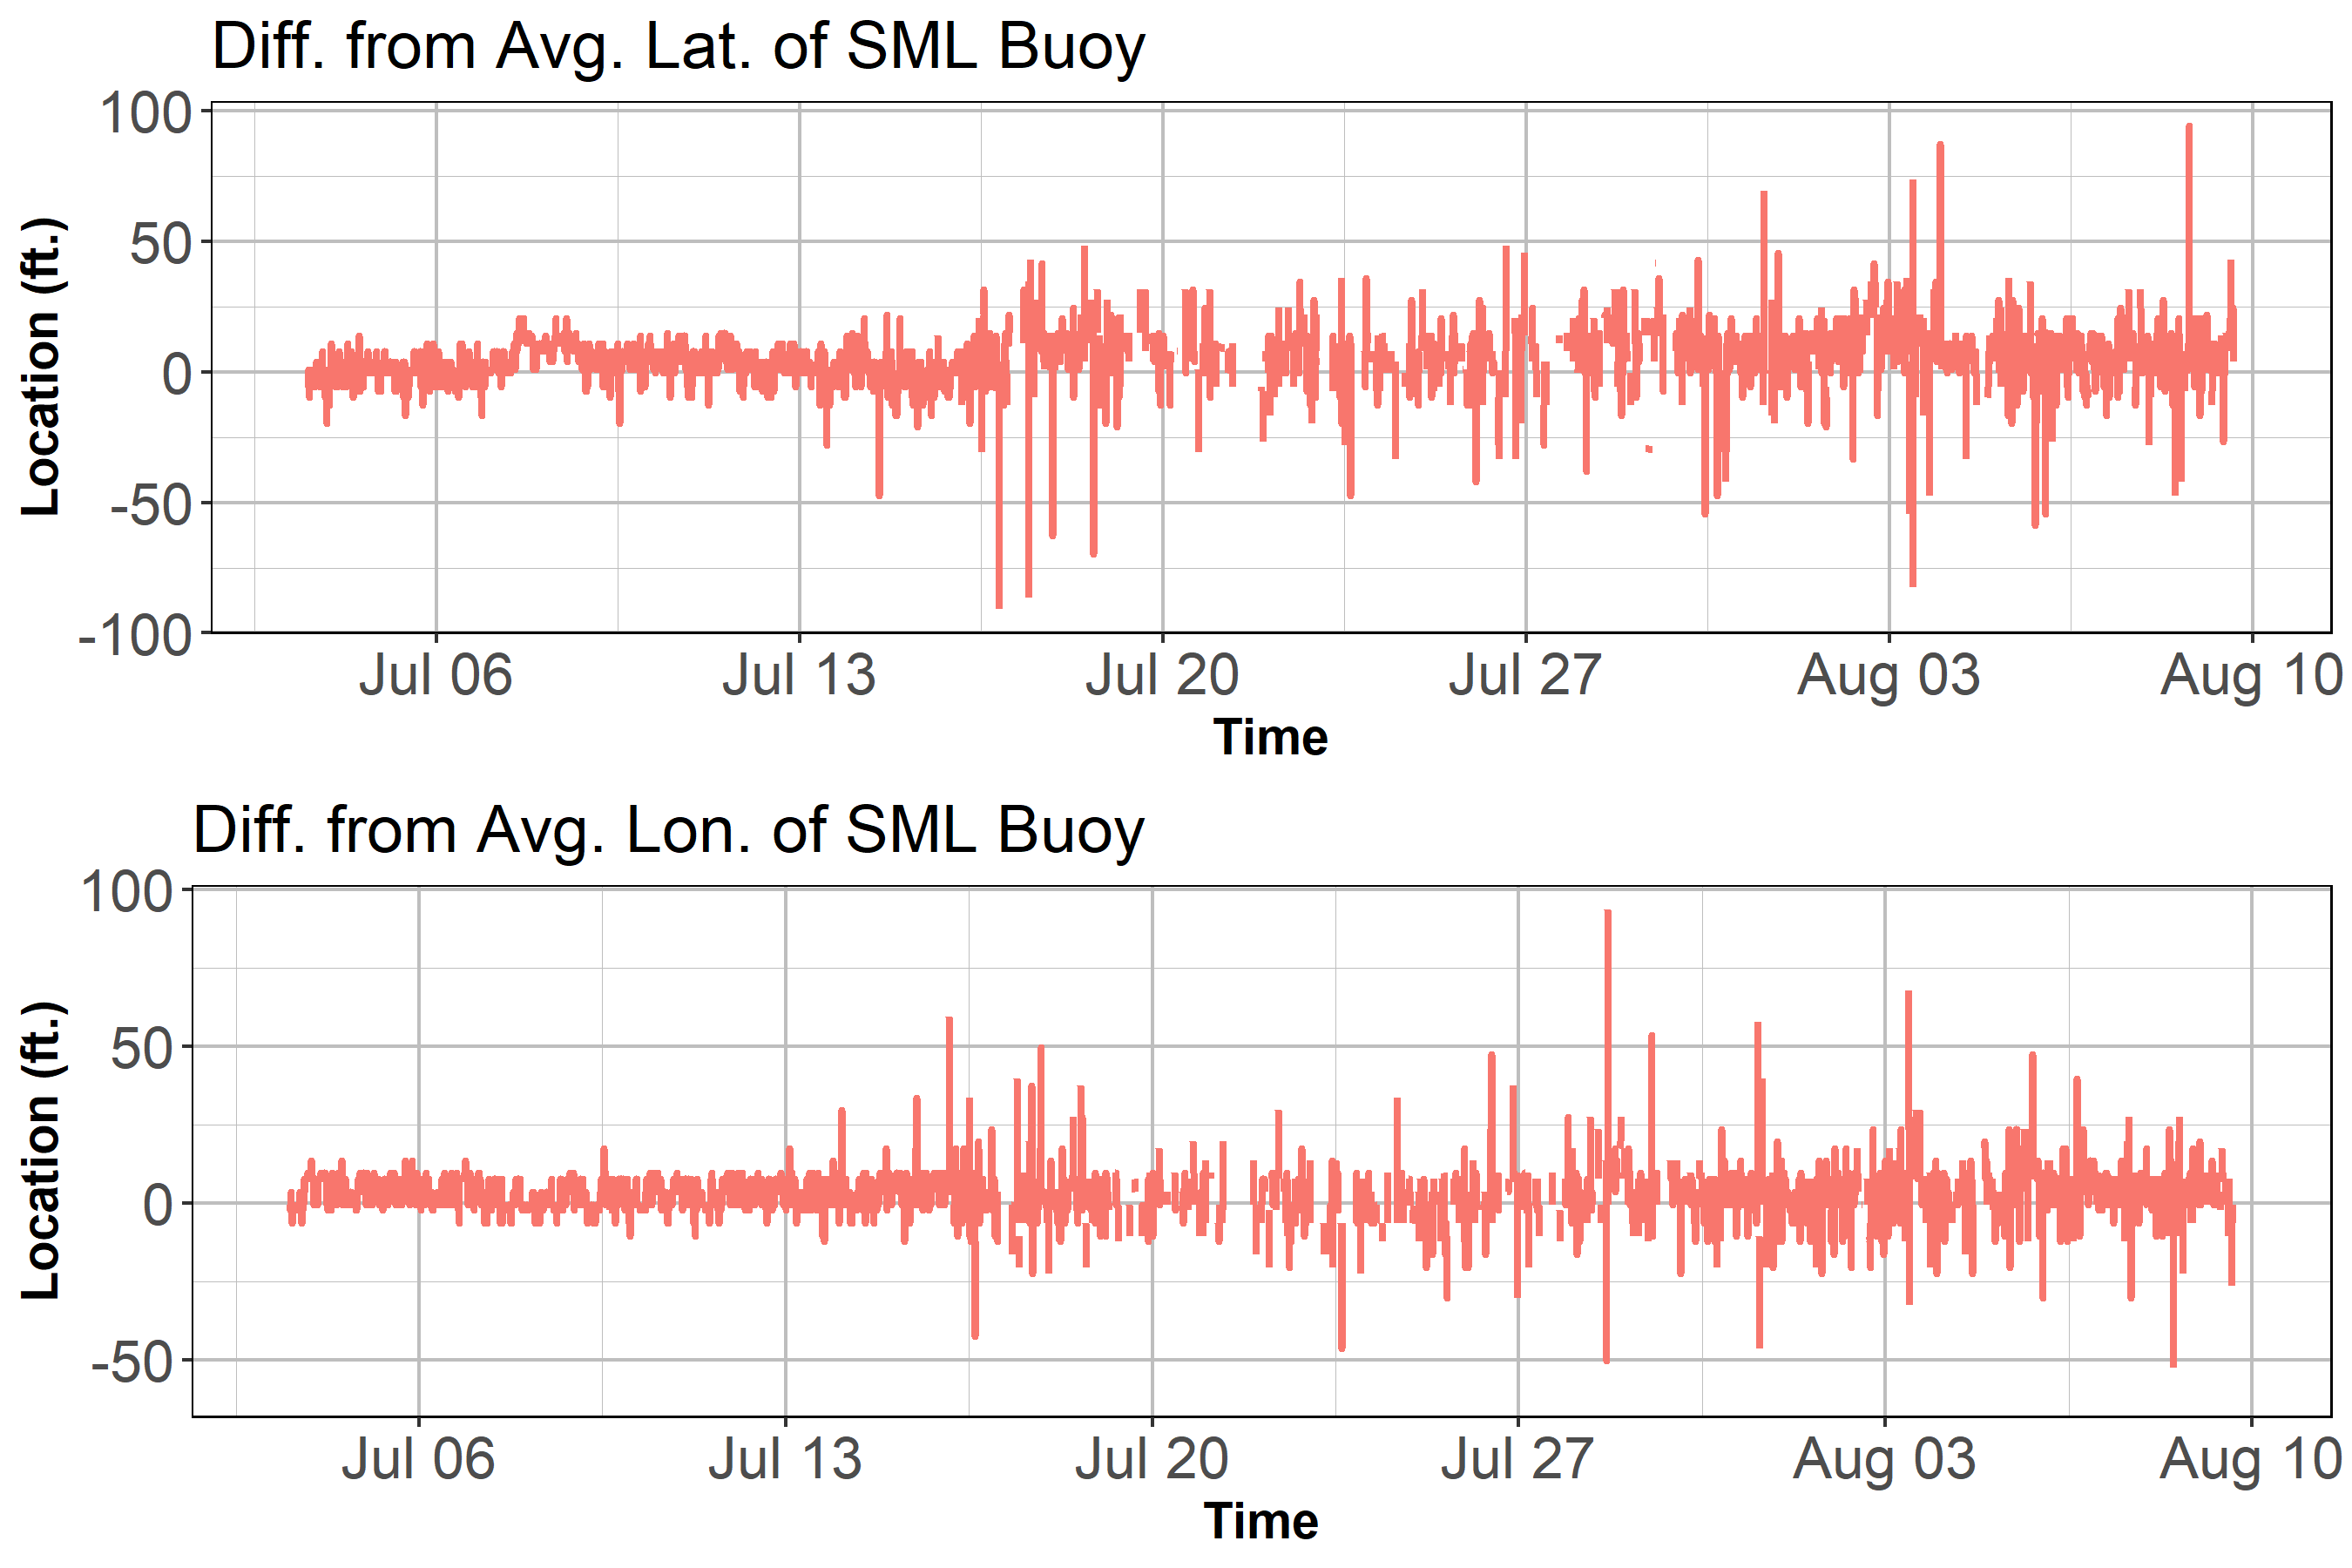 Diff. from Avg. Lat. of SML Buoy
100
50
0
-50
-100
Location (ft.)
Jul 06 Jul 13 Jul 20 Jul 27 Aug 03 Aug 10
Time
Diff. from Avg. Lon. of SML Buoy
100
50
0
-50
Location (ft.)
Jul 06 Jul 13 Jul 20 Jul 27 Aug 03 Aug 10
Time